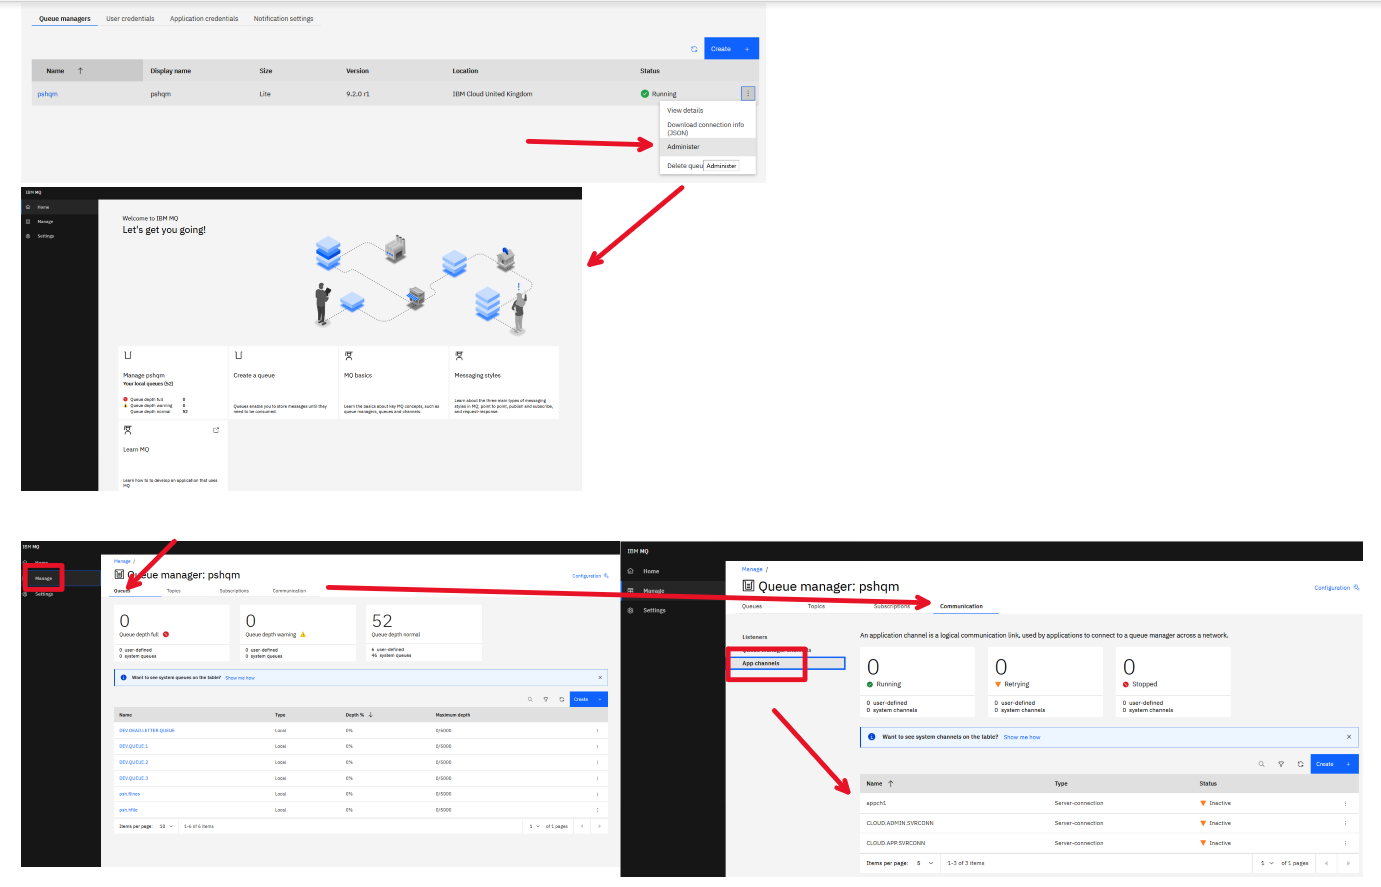 Queue managers User credentials Application credentials Notification settings
Create +
Name Display name Size Version Location Status
pshqm pshqm Lite 9.2.0 r1 IBM Cloud United Kingdom Running
View details
Download connection info
(JSON)
Administer
Delete queu Administer
IBM MQ
Home
Manage
Settings
Welcome to IBM MQ
Let's get you going!
Manage pshqm
Your local queues (52)
Queue depth full 0
Queue depth warning 0
Queue depth normal 52
Create a queue
Queues enable you to store messages until they
need to be consumed.
MQ basics
Learn the basics about key MQ concepts, such as
queue managers, queues and channels.
Messaging styles
Learn about the three main types of messaging
styles in MQ, point to point, publish and subscribe,
and request-response
Learn MQ
Learn how to to develop an application that uses
MQ
IBM MQ
Manage
Settings
Manage /
Queue manager: pshqm
Configuration
Queues Topics Subscriptions Communication
0
Queue depth full
0 user-defined
0 system queues
0
Queue depth warning
0 user-defined
0 system queues
52
Queue depth normal
6 user-defined
46 system queues
Want to see system queues on the table? Show me how
Create +
Name Type Depth % Maximum depth
DEV.DEAD.LETTER.QUEUE Local 0% 0/5000
DEV.QUEUE.1 Local 0% 0/5000
DEV.QUEUE.2 Local 0% 0/5000
DEV.QUEUE.3 Local 0% 0/5000
Local 0% 0/5000
psh.hfile Local 0% 0/5000
Items per page: 10 1-6 of 6 items 1 of 1 pages
IBM MQ
Home
Manage
Settings
Manage /
Queue manager: pshqm
Configuration
Queues Topics Subscriptions Communication
Listeners
App channels
An application channel is a logical communication link, used by applications to connect to a queue manager across a network.
0
Running
0 user-defined
0 system channels
0
Retrying
0 user-defined
0 system channels
0
Stopped
0 user-defined
0 system channels
Want to see system channels on the table? Show me how
Create +
Name Type Status
appch1 Server-connection Inactive
CLOUD.ADMIN.SVRCONN Server-connection Inactive
CLOUD.APP.SVRCONN Server-connection Inactive
Items per page: 5 1-3 of 3 items 1 of 1 pages